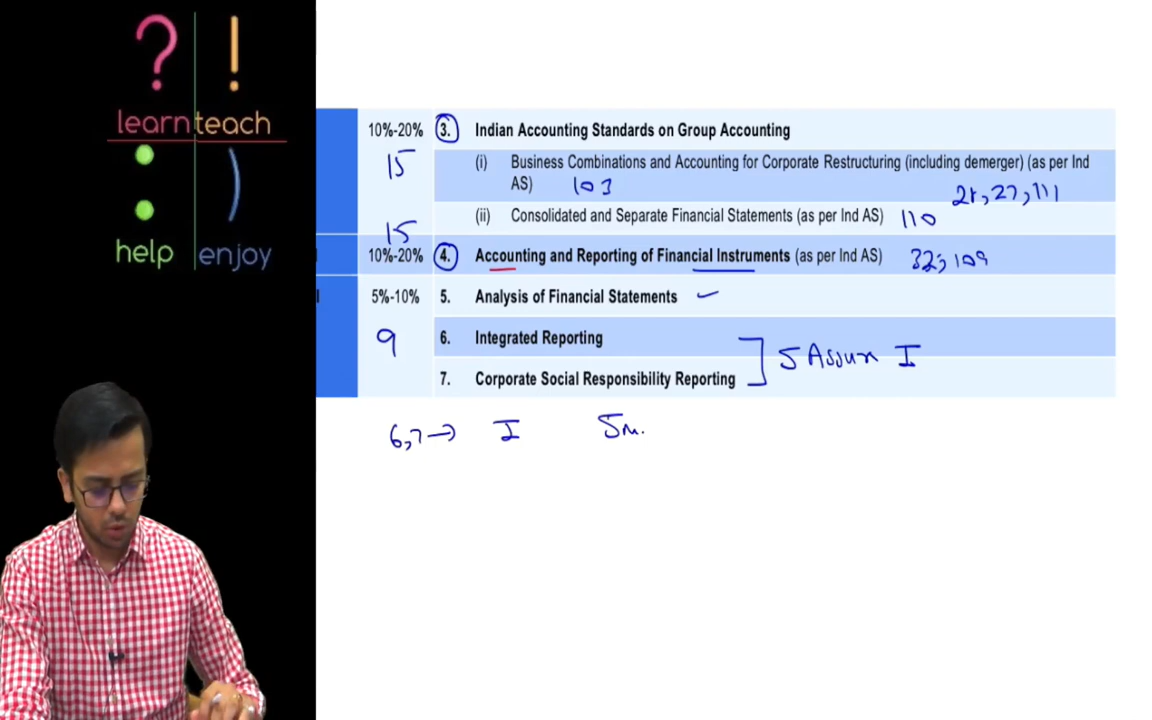 ? !
learn teach
: )
help enjoy
10%-20% 3. Indian Accounting Standards on Group Accounting
15
(i) Business Combinations and Accounting for Corporate Restructuring (including demerger) (as per Ind
AS) 103
28, 27, 111
(ii) Consolidated and Separate Financial Statements (as per Ind AS) 110
15
10%-20% 4. Accounting and Reporting of Financial Instruments (as per Ind AS) 32, 109
5%-10% 5. Analysis of Financial Statements
9
6. Integrated Reporting
5 I
7. Corporate Social Responsibility Reporting
6,7 → I 5m.